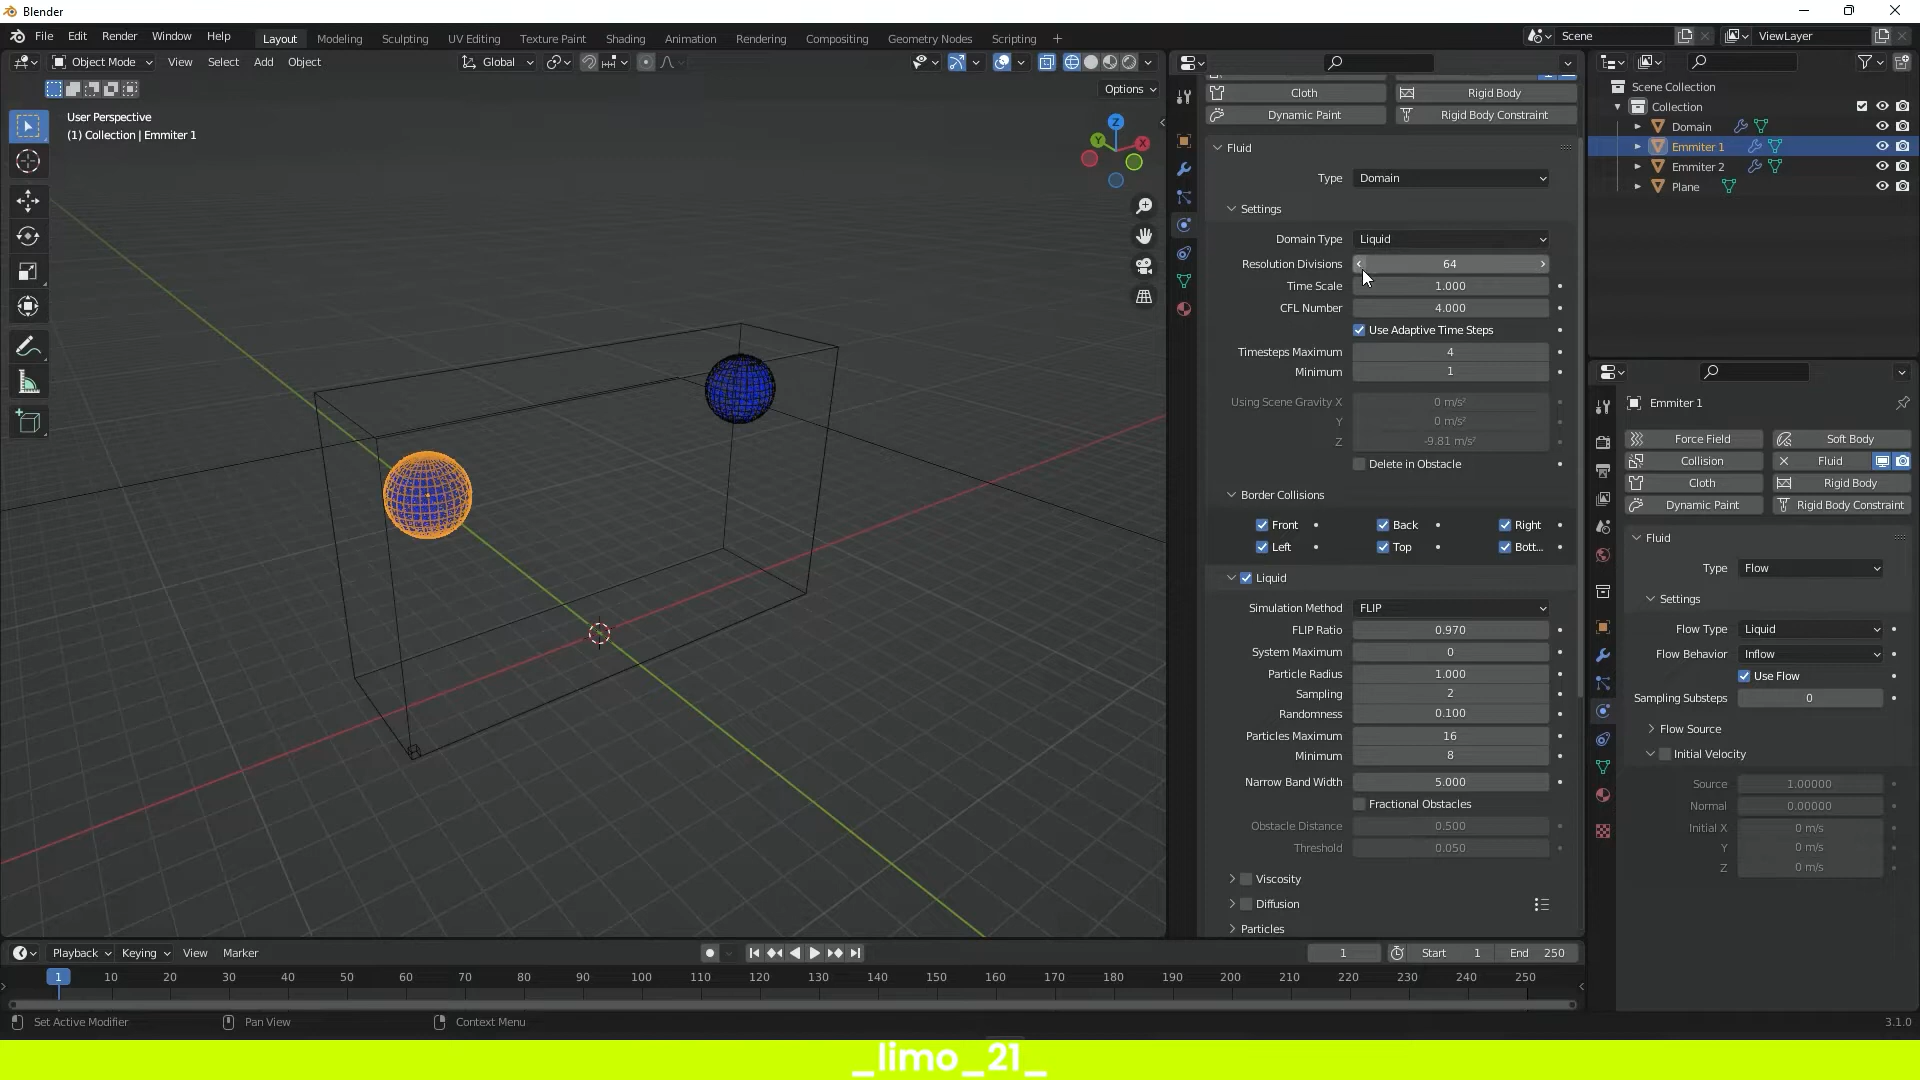 Blender
File Edit Render Window Help
Layout Modeling Sculpting UV Editing Texture Paint Shading Animation Rendering Compositing Geometry Nodes Scripting +
Scene
ViewLayer
Object Mode View Select Add Object
Global
Options
User Perspective
(1) Collection | Emmiter 1
Z
Y
X
Cloth
Rigid Body
Dynamic Paint
Rigid Body Constraint
Fluid
Type Domain
Settings
Domain Type Liquid
Resolution Divisions 64
Time Scale 1.000
CFL Number 4.000
Use Adaptive Time Steps
Timesteps Maximum 4
Minimum 1
Using Scene Gravity X 0 m/s²
Y 0 m/s²
Z -9.81 m/s²
Delete in Obstacle
Border Collisions
Front Back Right
Left Top Bott...
Liquid
Simulation Method FLIP
FLIP Ratio 0.970
System Maximum 0
Particle Radius 1.000
Sampling 2
Randomness 0.100
Particles Maximum 16
Minimum 8
Narrow Band Width 5.000
Fractional Obstacles
Obstacle Distance 0.500
Threshold 0.050
Viscosity
Diffusion
Particles
Scene Collection
Collection
Domain
Emmiter 1
Emmiter 2
Plane
Emmiter 1
Force Field Soft Body
Collision Fluid
Cloth Rigid Body
Dynamic Paint Rigid Body Constraint
Fluid
Type Flow
Settings
Flow Type Liquid
Flow Behavior Inflow
Use Flow
Sampling Substeps 0
Flow Source
Initial Velocity
Source 1.00000
Normal 0.00000
Initial X 0 m/s
Y 0 m/s
Z 0 m/s
Playback Keying View Marker
1
Start 1
End 250
1 10 20 30 40 50 60 70 80 90 100 110 120 130 140 150 160 170 180 190 200 210 220 230 240 250
Set Active Modifier
Pan View
Context Menu
3.1.0
_limo_21_